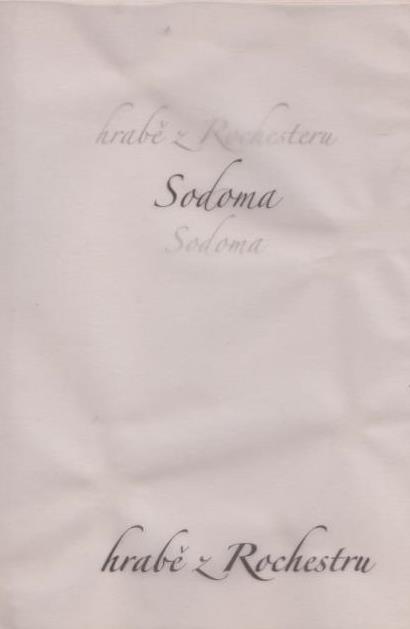 hrabě z Rochesteru
Sodoma
Sodoma
hrabě z Rochestru